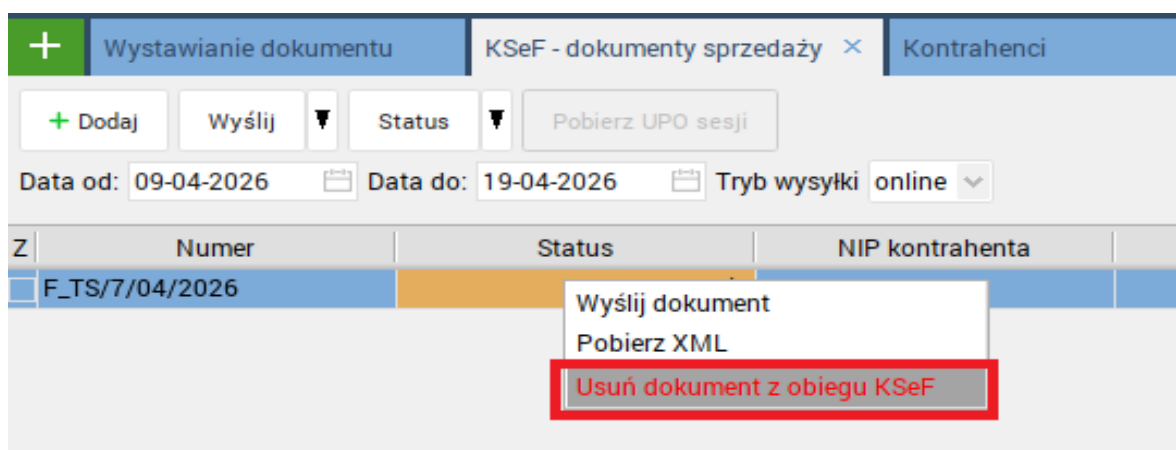 + Wystawianie dokumentu KSeF - dokumenty sprzedaży × Kontrahenci
+ Dodaj Wyślij Status Pobierz UPO sesji
Data od: 09-04-2026 Data do: 19-04-2026 Tryb wysyłki online
Z Numer Status NIP kontrahenta
F_TS/7/04/2026
Wyślij dokument
Pobierz XML
Usuń dokument z obiegu KSeF